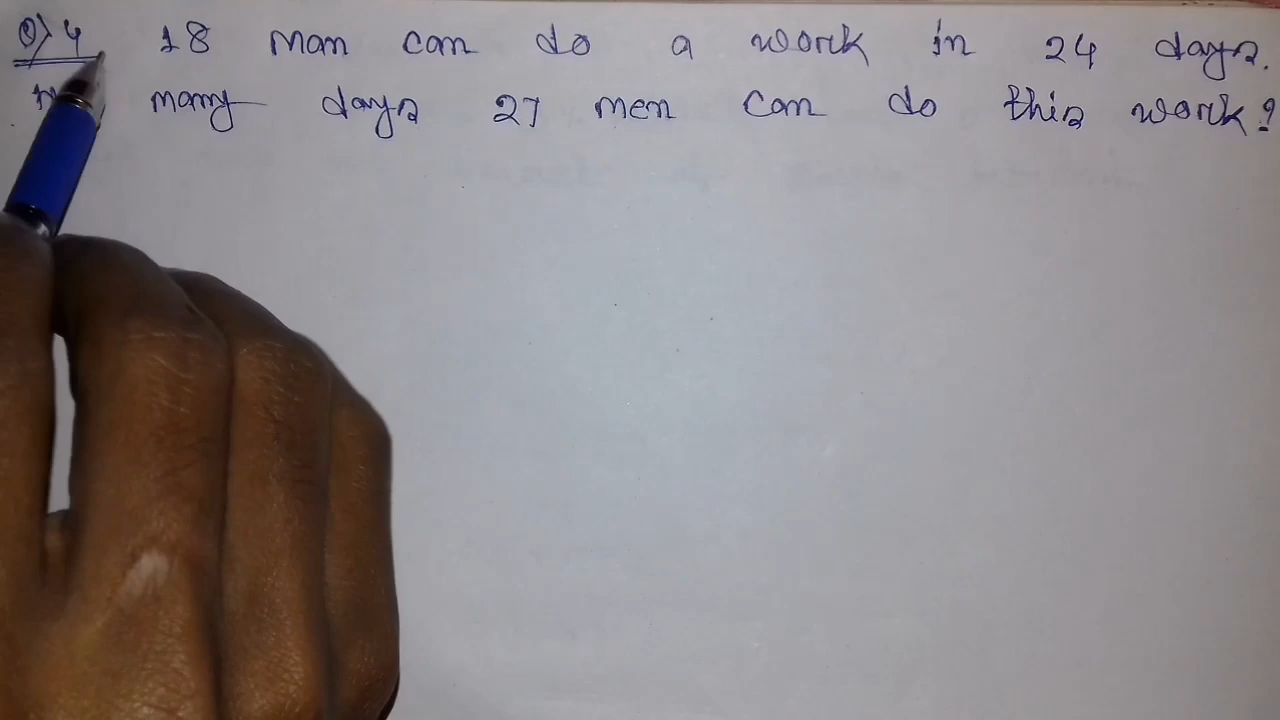 Q) 4 18 man can do a work in 24 days.
many days 27 men can do this work?